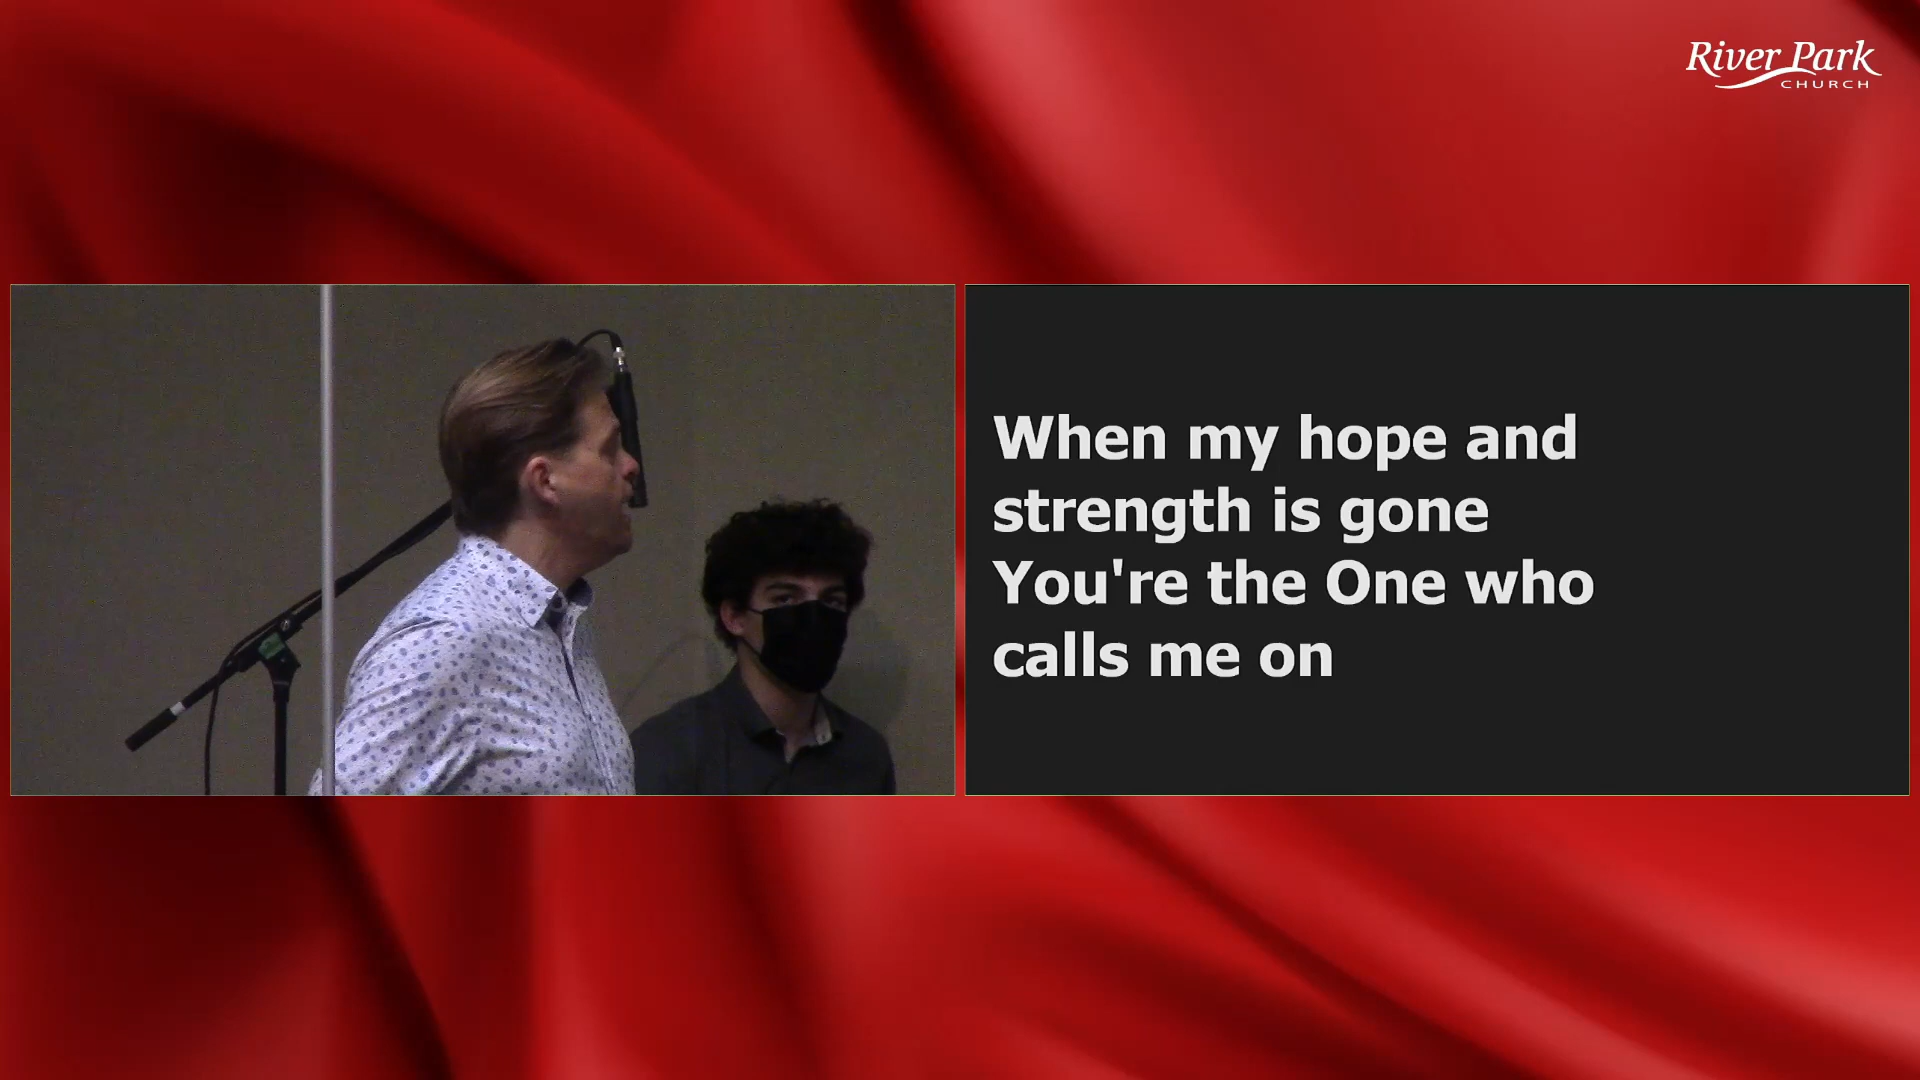 River Park
CHURCH
When my hope and
strength is gone
You're the One who
calls me on